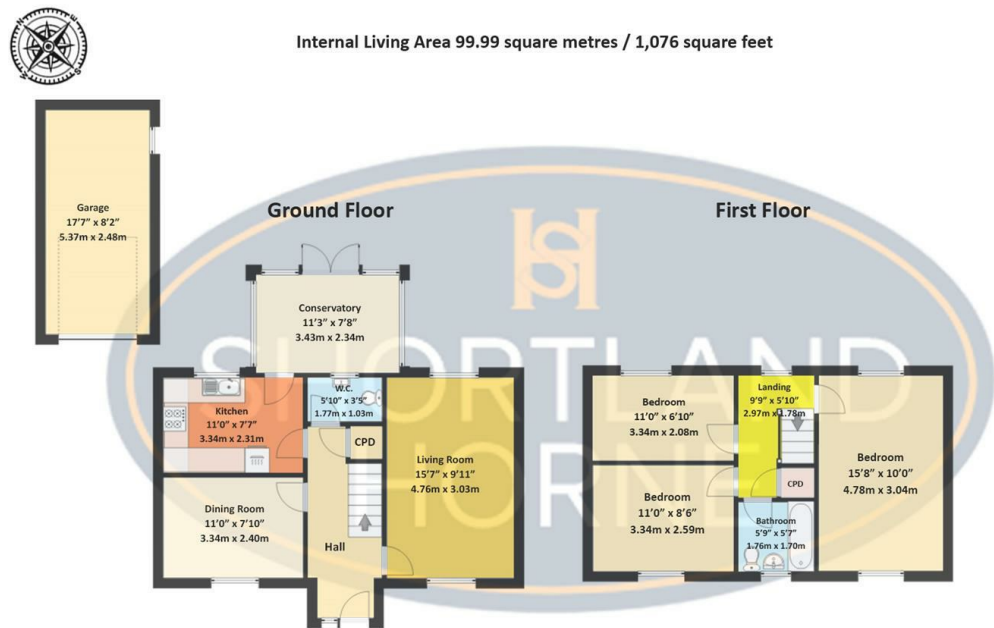 Internal Living Area 99.99 square metres / 1,076 square feet
Garage
17'7" x 8'2"
5.37m x 2.48m
Ground Floor
First Floor
Conservatory
11'3" x 7'8"
3.43m x 2.34m
Kitchen
11'0" x 7'7"
3.34m x 2.31m
W.C.
5'10" x 3'5"
1.77m x 1.03m
CPD
Living Room
15'7" x 9'11"
4.76m x 3.03m
Dining Room
11'0" x 7'10"
3.34m x 2.40m
Hall
Bedroom
11'0" x 6'10"
3.34m x 2.08m
Landing
9'9" x 5'10"
2.97m x 1.78m
Bedroom
15'8" x 10'0"
4.78m x 3.04m
CPD
Bedroom
11'0" x 8'6"
3.34m x 2.59m
Bathroom
5'9" x 5'7"
1.76m x 1.70m
SHORTLAND
HORNE